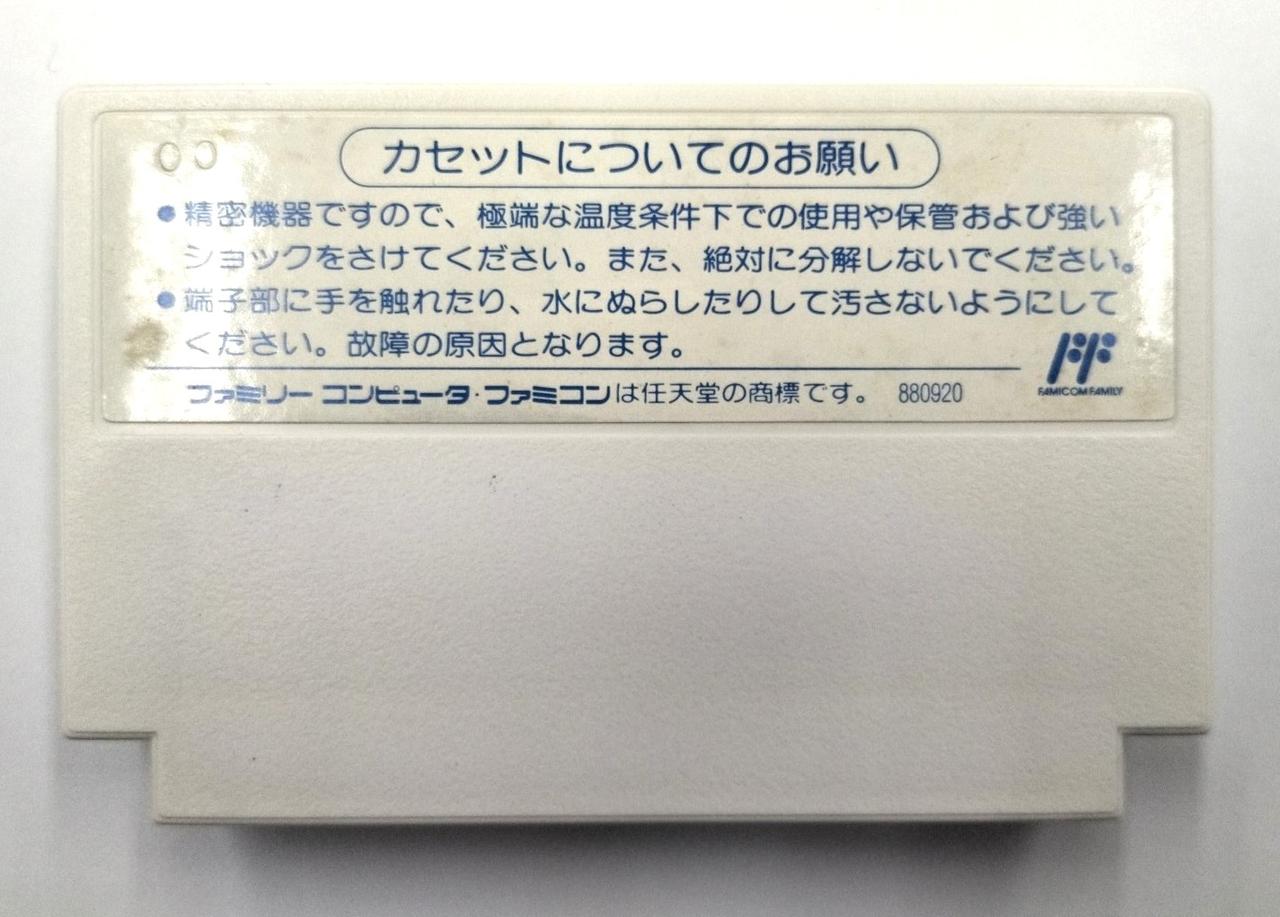 カセットについてのお願い
●精密機器ですので、極端な温度条件下での使用や保管および強い
ショックをさけてください。また、絶対に分解しないでください。
●端子部に手を触れたり、水にぬらしたりして汚さないようにして
ください。故障の原因となります。
ファミリー コンピュータ・ファミコンは任天堂の商標です。 880920
FAMICOM FAMILY